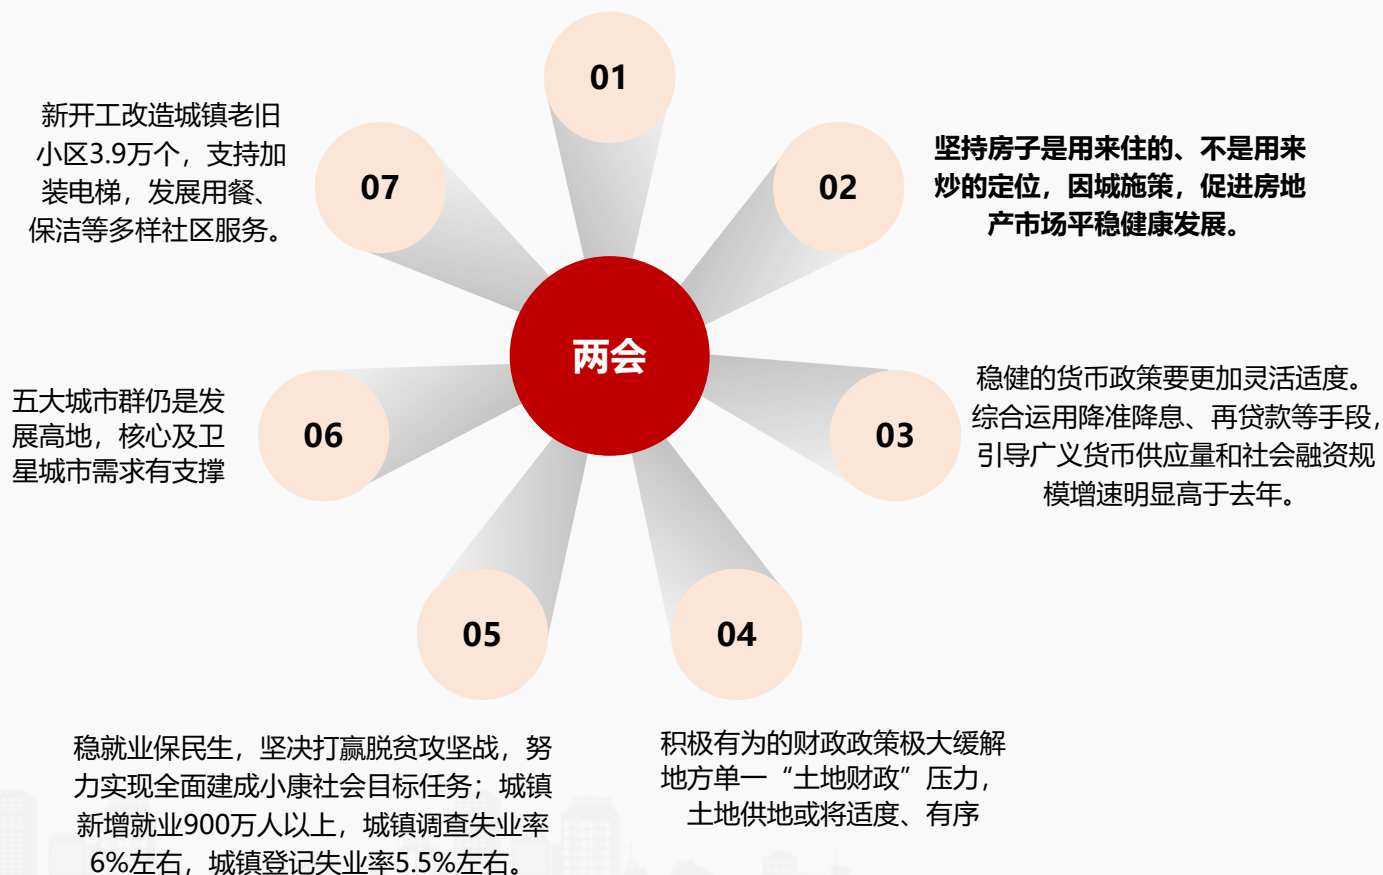 01
02
坚持房子是用来住的、不是用来
炒的定位，因城施策，促进房地
产市场平稳健康发展。
03
稳健的货币政策要更加灵活适度。
综合运用降准降息、再贷款等手段，
引导广义货币供应量和社会融资规
模增速明显高于去年。
04
积极有为的财政政策极大缓解
地方单一“土地财政”压力，
土地供地或将适度、有序
05
稳就业保民生，坚决打赢脱贫攻坚战，努
力实现全面建成小康社会目标任务；城镇
新增就业900万人以上，城镇调查失业率
6%左右，城镇登记失业率5.5%左右。
06
五大城市群仍是发
展高地，核心及卫
星城市需求有支撑
07
新开工改造城镇老旧
小区3.9万个，支持加
装电梯，发展用餐、
保洁等多样社区服务。
两会